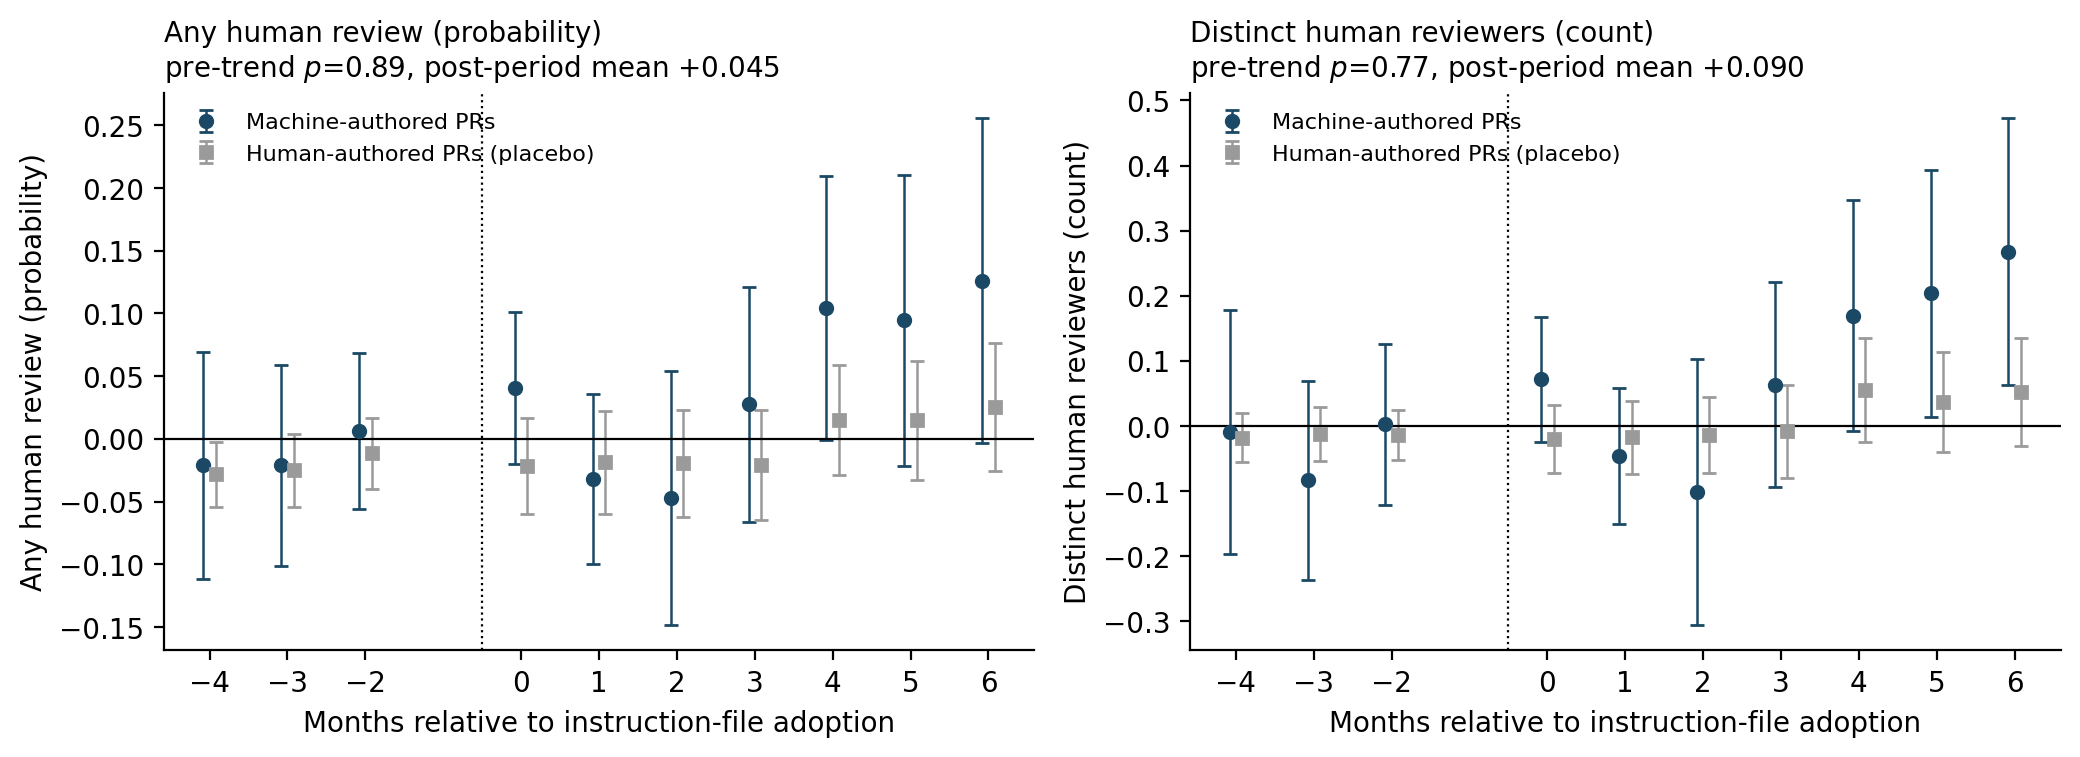 Any human review (probability)
pre-trend p=0.89, post-period mean +0.045
Machine-authored PRs
Human-authored PRs (placebo)
Any human review (probability)
0.25
0.20
0.15
0.10
0.05
0.00
−0.05
−0.10
−0.15
−4 −3 −2 0 1 2 3 4 5 6
Months relative to instruction-file adoption
Distinct human reviewers (count)
pre-trend p=0.77, post-period mean +0.090
Machine-authored PRs
Human-authored PRs (placebo)
Distinct human reviewers (count)
0.5
0.4
0.3
0.2
0.1
0.0
−0.1
−0.2
−0.3
−4 −3 −2 0 1 2 3 4 5 6
Months relative to instruction-file adoption